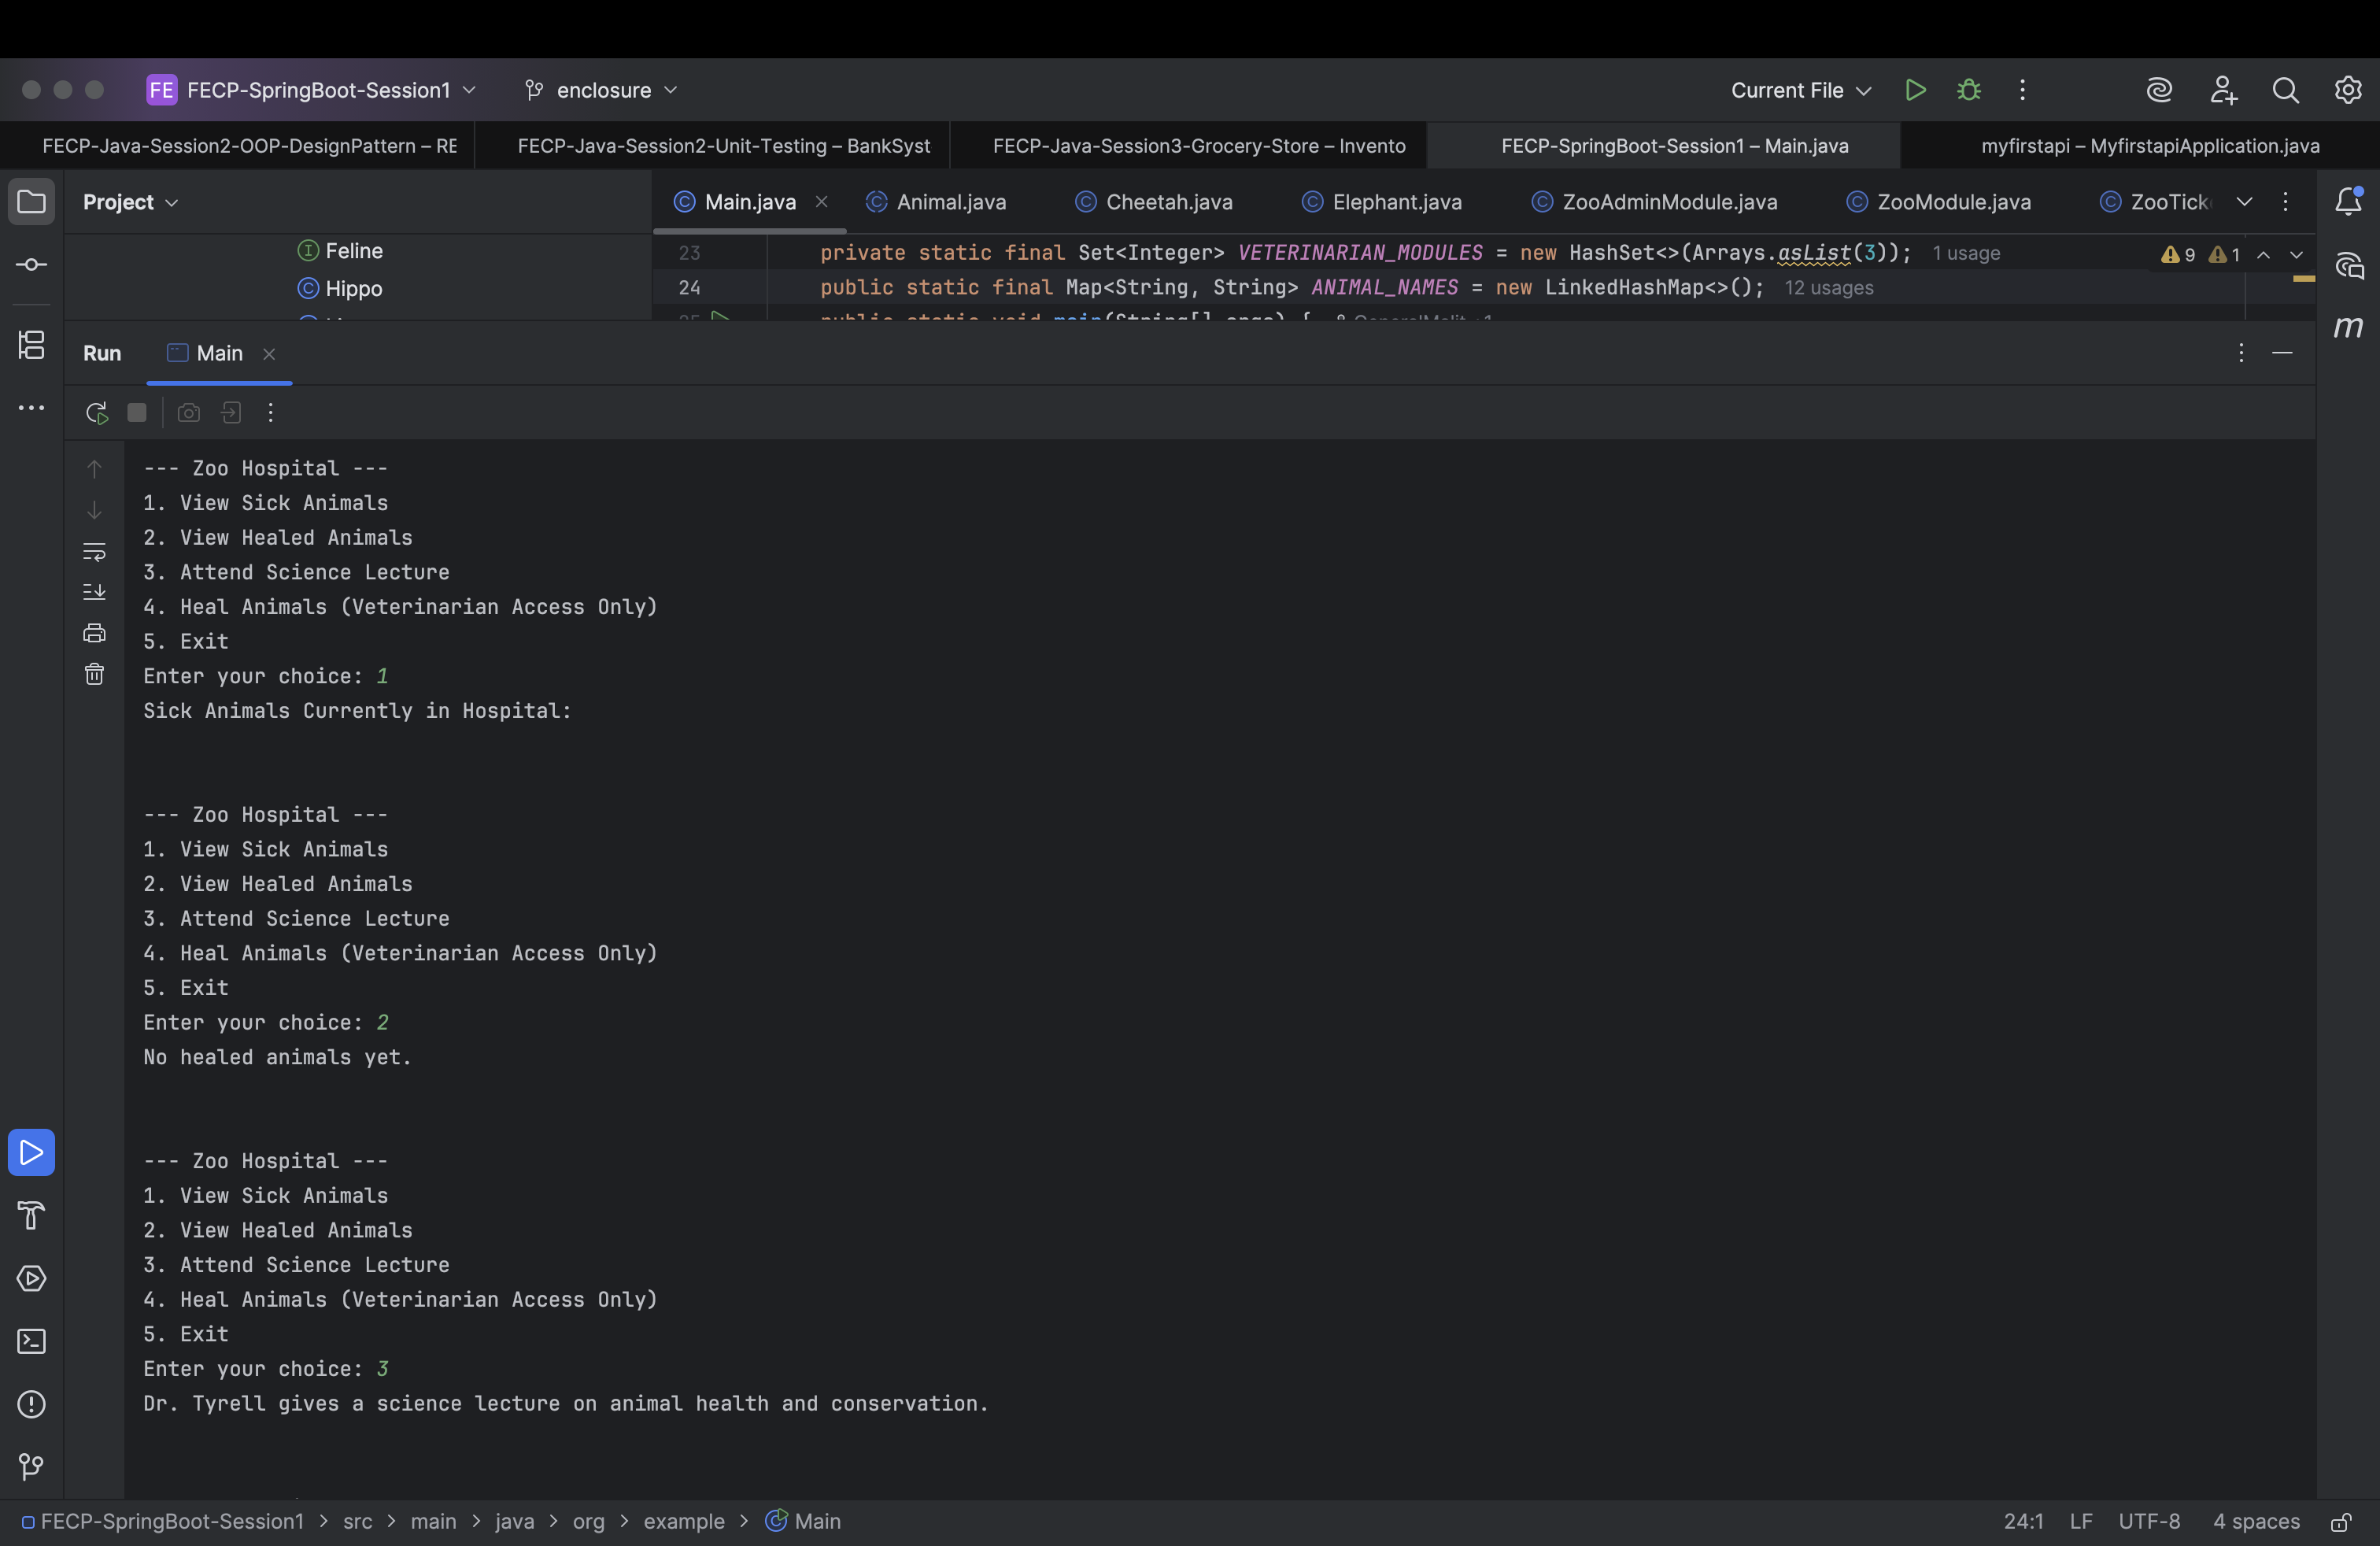 FE FECP-SpringBoot-Session1 enclosure Current File
FECP-Java-Session2-OOP-DesignPattern – RE FECP-Java-Session2-Unit-Testing – BankSyst FECP-Java-Session3-Grocery-Store – Invento FECP-SpringBoot-Session1 – Main.java myfirstapi – MyfirstapiApplication.java
Project Main.java Animal.java Cheetah.java Elephant.java ZooAdminModule.java ZooModule.java ZooTick
Feline
Hippo
23 private static final Set<Integer> VETERINARIAN_MODULES = new HashSet<>(Arrays.asList(3)); 1 usage 9 1
24 public static final Map<String, String> ANIMAL_NAMES = new LinkedHashMap<>(); 12 usages
25 public static void main(String[] args) { GeneralMalit +1
Run Main
--- Zoo Hospital ---
1. View Sick Animals
2. View Healed Animals
3. Attend Science Lecture
4. Heal Animals (Veterinarian Access Only)
5. Exit
Enter your choice: 1
Sick Animals Currently in Hospital:
--- Zoo Hospital ---
1. View Sick Animals
2. View Healed Animals
3. Attend Science Lecture
4. Heal Animals (Veterinarian Access Only)
5. Exit
Enter your choice: 2
No healed animals yet.
--- Zoo Hospital ---
1. View Sick Animals
2. View Healed Animals
3. Attend Science Lecture
4. Heal Animals (Veterinarian Access Only)
5. Exit
Enter your choice: 3
Dr. Tyrell gives a science lecture on animal health and conservation.
FECP-SpringBoot-Session1 > src > main > java > org > example > Main 24:1 LF UTF-8 4 spaces